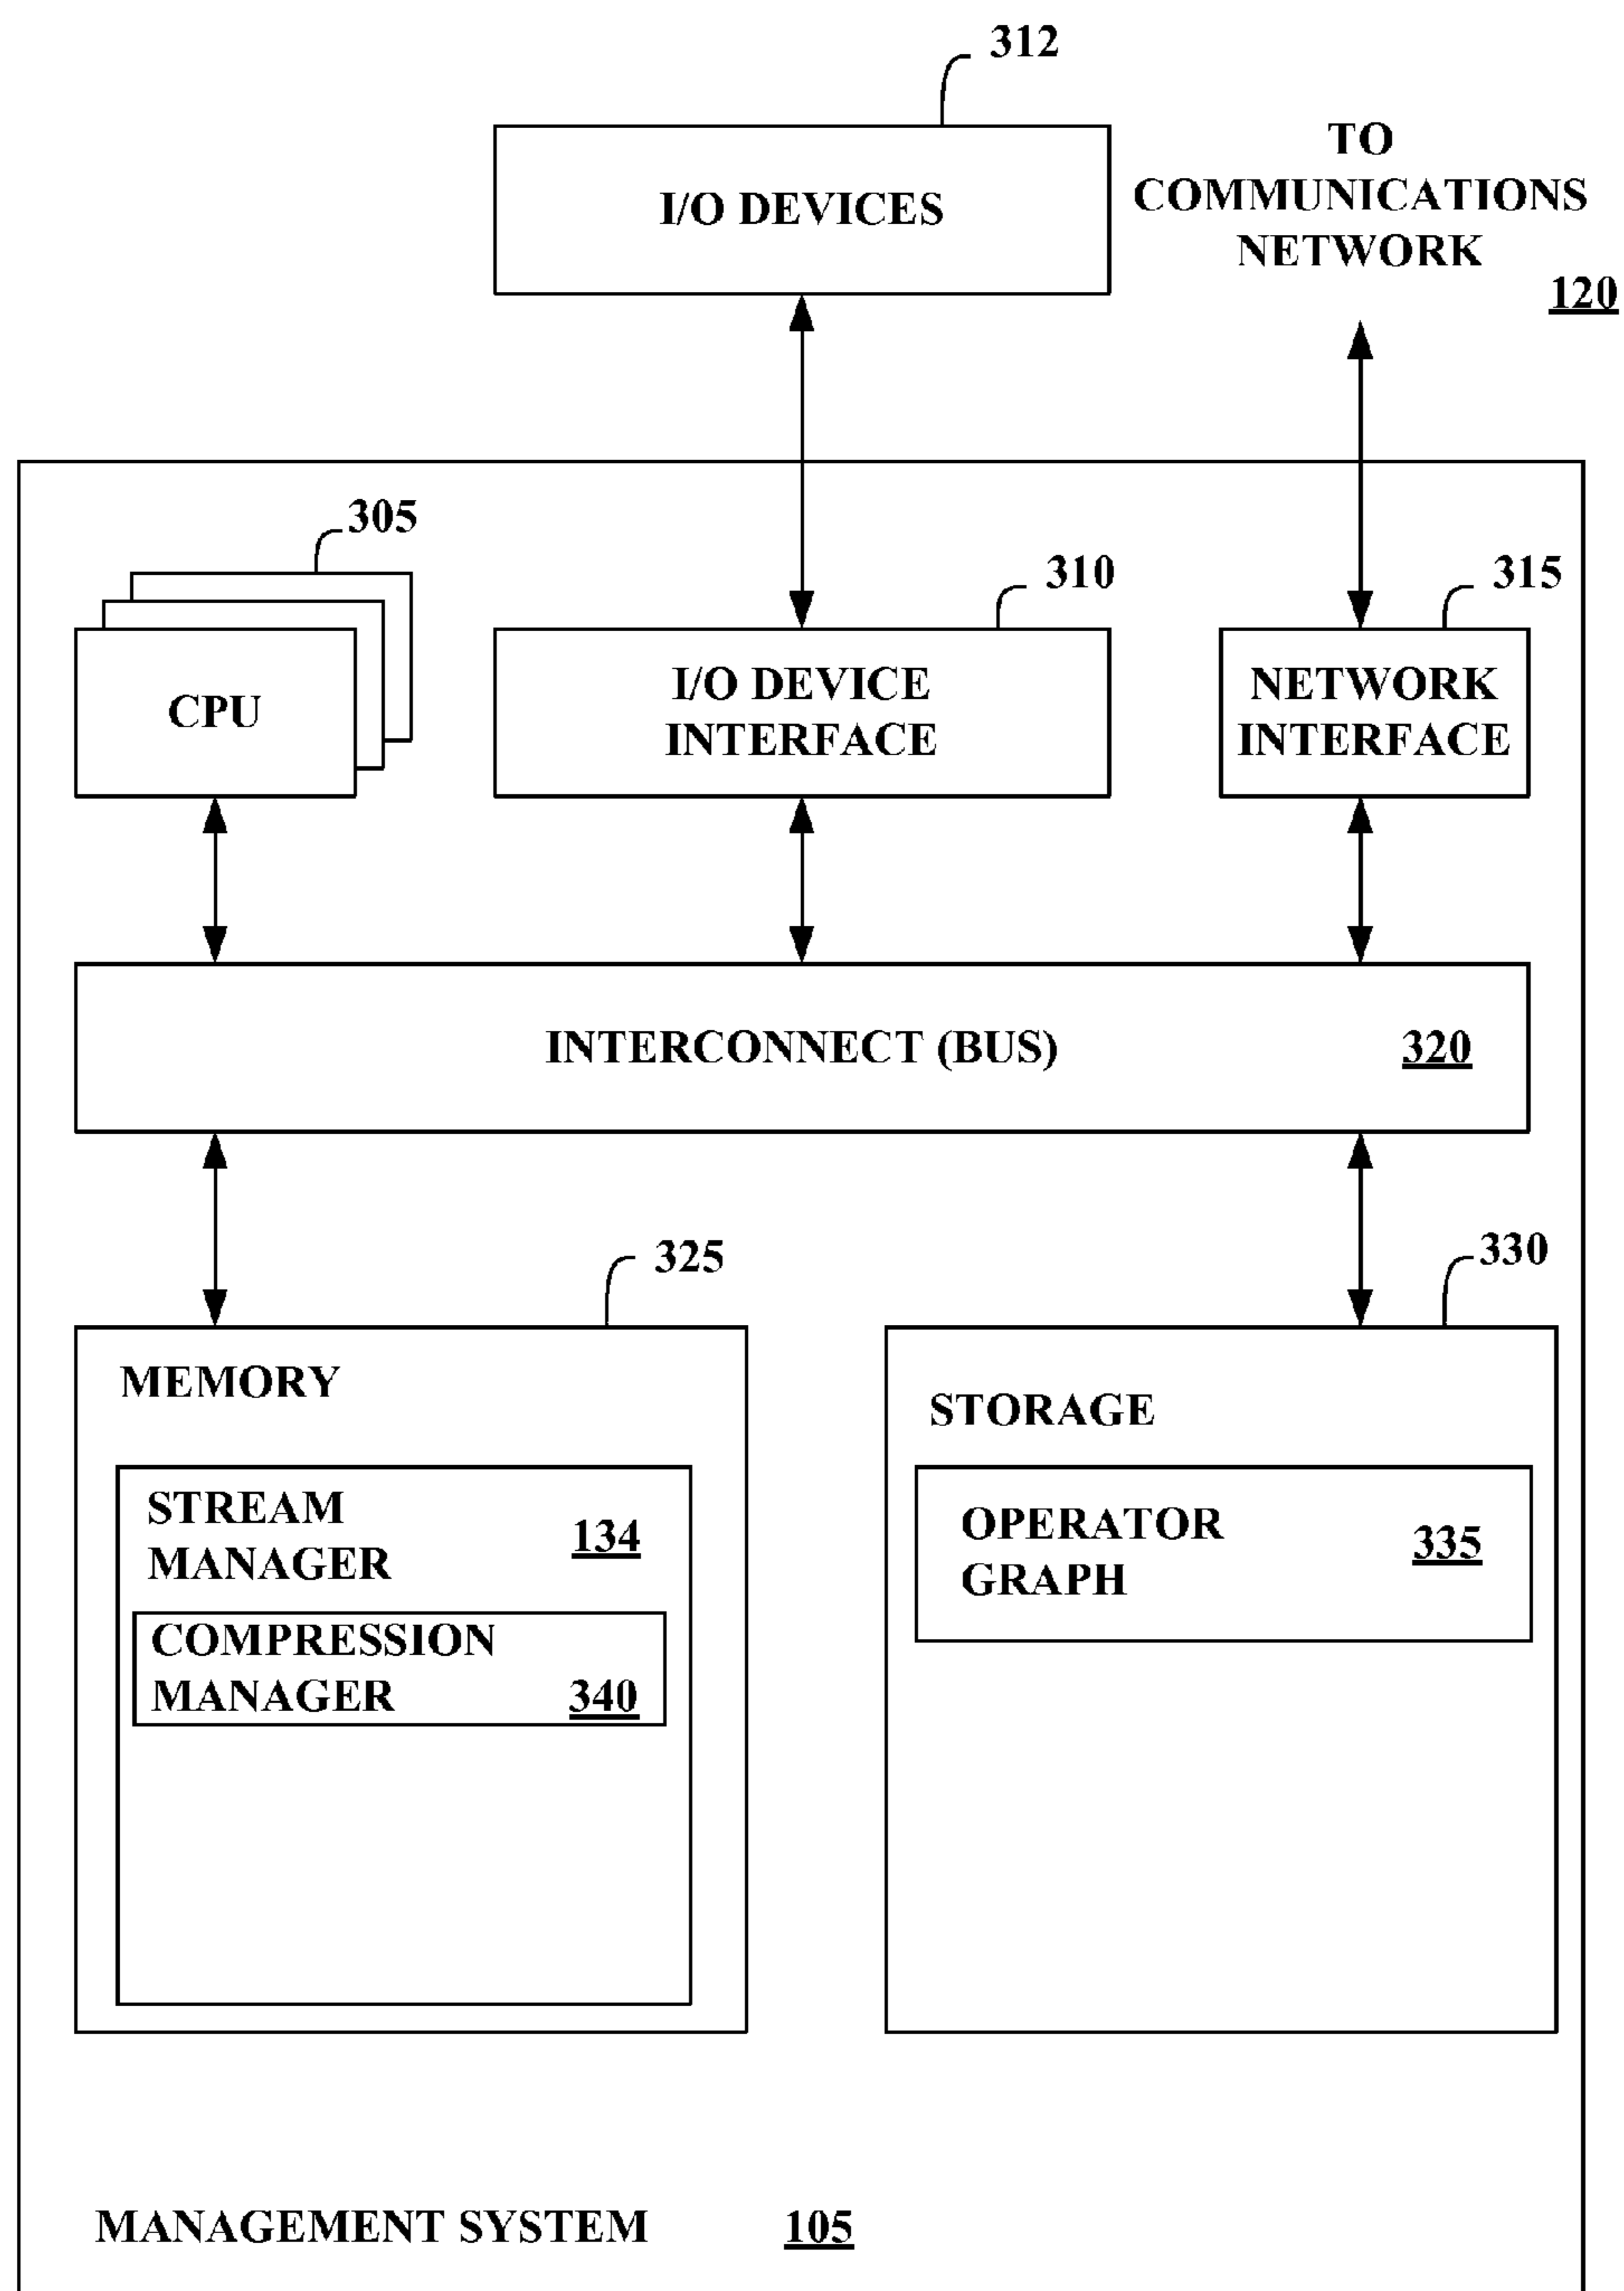 312
I/O DEVICES
TO
COMMUNICATIONS
NETWORK
120
305
CPU
310
I/O DEVICE
INTERFACE
315
NETWORK
INTERFACE
INTERCONNECT (BUS) 320
325
MEMORY
STREAM
MANAGER 134
COMPRESSION
MANAGER 340
330
STORAGE
OPERATOR
GRAPH 335
MANAGEMENT SYSTEM 105